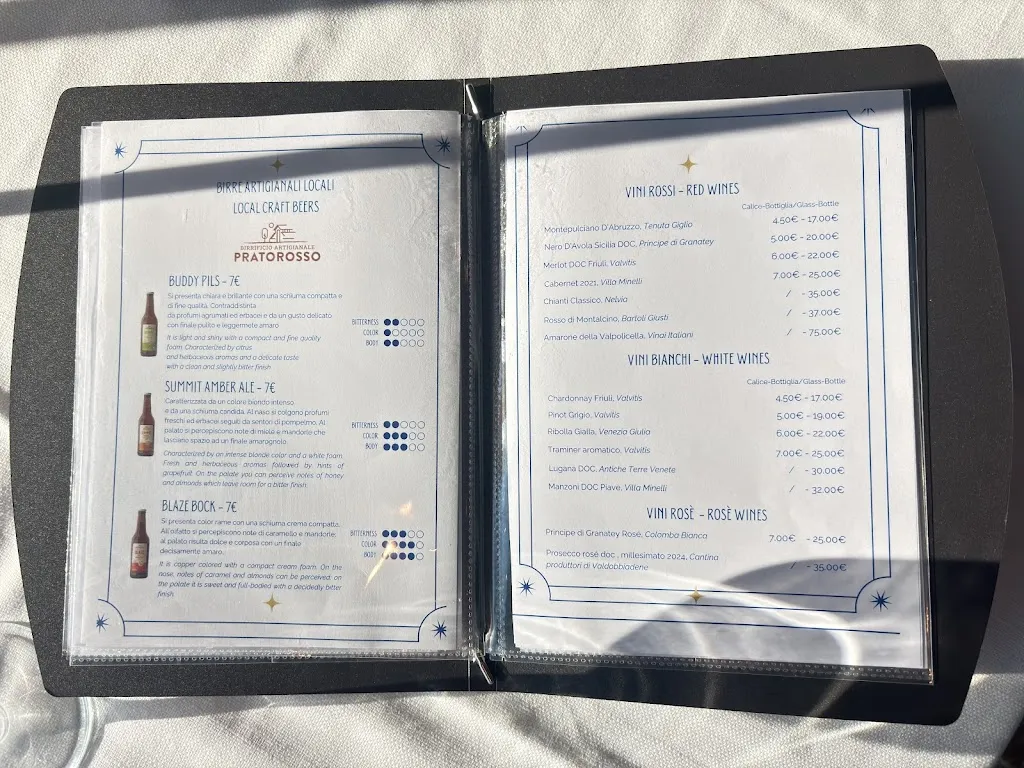 BIRRE ARTIGIANALI LOCALI
LOCAL CRAFT BEERS
BIRRIFICIO ARTIGIANALE
PRATOROSSO
BUDDY PILS - 7€
Si presenta chiara e brillante con una schiuma compatta e
di fine qualità. Contraddistinta
da profumi agrumati ed erbacei e da un gusto delicato
con finale pulito e leggermete amaro
It is light and shiny with a compact and fine quality
foam. Characterized by citrus
and herbaceous aromas and a delicate taste
with a clean and slightly bitter finish
BITTERNESS
COLOR
BODY
SUMMIT AMBER ALE - 7€
Caratterizzata da un colore biondo intenso
e da una schiuma candida. Al naso si colgono profumi
freschi ed erbacei seguiti da sentori di pompelmo. Al
palato si percepiscono note di miele e mandorle che
lasciano spazio ad un finale amarognolo.
Characterized by an intense blonde color and a white foam.
Fresh and herbaceous aromas followed by hints of
grapefruit. On the palate you can perceive notes of honey
and almonds which leave room for a bitter finish
BITTERNESS
COLOR
BODY
BLAZE BOCK - 7€
Si presenta color rame con una schiuma crema compatta.
All'olfatto si percepiscono note di caramello e mandorle;
al palato risulta dolce e corposa con un finale
decisamente amaro.
It is copper colored with a compact cream foam. On the
nose, notes of caramel and almonds can be perceived; on
the palate it is sweet and full-bodied with a decidedly bitter
finish.
BITTERNESS
COLOR
BODY
VINI ROSSI - RED WINES
Calice-Bottiglia/Glass-Bottle
Montepulciano D'Abruzzo, Tenuta Giglio 4.50€ - 17.00€
Nero D'Avola Sicilia DOC, Principe di Granatey 5.00€ - 20.00€
Merlot DOC Friuli, Valvitis 6.00€ - 22.00€
Cabernet 2021, Villa Minelli 7.00€ - 25.00€
Chianti Classico, Nelvia / - 35.00€
Rosso di Montalcino, Bartoli Giusti / - 37.00€
Amarone della Valpolicella, Vinai Italiani / - 75.00€
VINI BIANCHI - WHITE WINES
Calice-Bottiglia/Glass-Bottle
Chardonnay Friuli, Valvitis 4.50€ - 17.00€
Pinot Grigio, Valvitis 5.00€ - 19.00€
Ribolla Gialla, Venezia Giulia 6.00€ - 22.00€
Traminer aromatico, Valvitis 7.00€ - 25.00€
Lugana DOC, Antiche Terre Venete / - 30.00€
Manzoni DOC Piave, Villa Minelli / - 32.00€
VINI ROSÈ - ROSÈ WINES
Principe di Granatey Rosé, Colomba Bianca 7.00€ - 25.00€
Prosecco rosé doc , millesimato 2024, Cantina
produttori di Valdobbiadene / - 35.00€